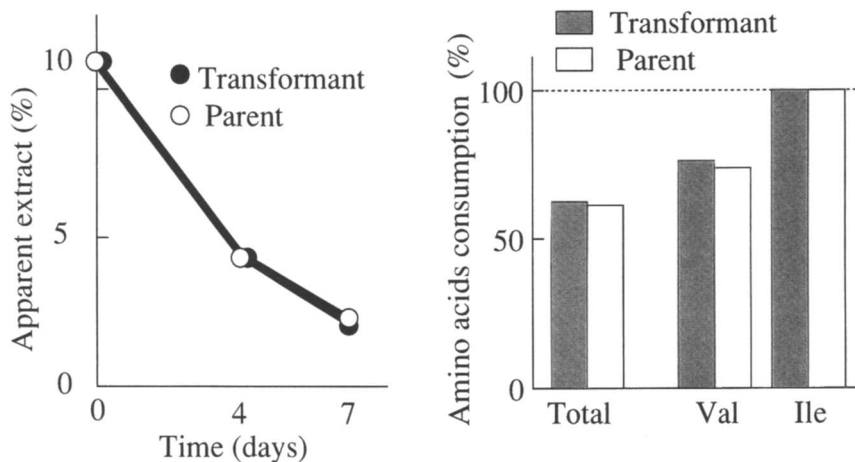 Apparent extract (%)
10
5
0
Transformant
Parent
0 4 7
Time (days)
Amino acids consumption (%)
Transformant
Parent
100
50
0
Total Val Ile